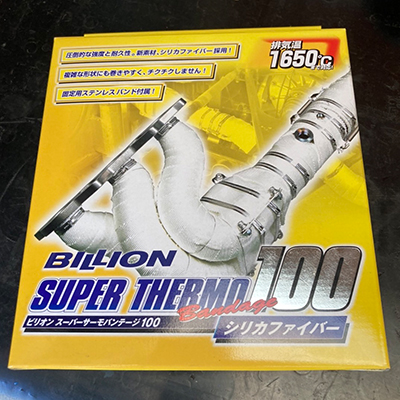 圧倒的な強度と耐久性。新素材、シリカファイバー採用!
複雑な形状にも巻きやすく、チクチクしません!
固定用ステンレスバンド付属!
排気温
1650℃
BILLION
SUPER THERMO 100
Bandage
ビリオン スーパーサーモバンテージ100
シリカファイバー